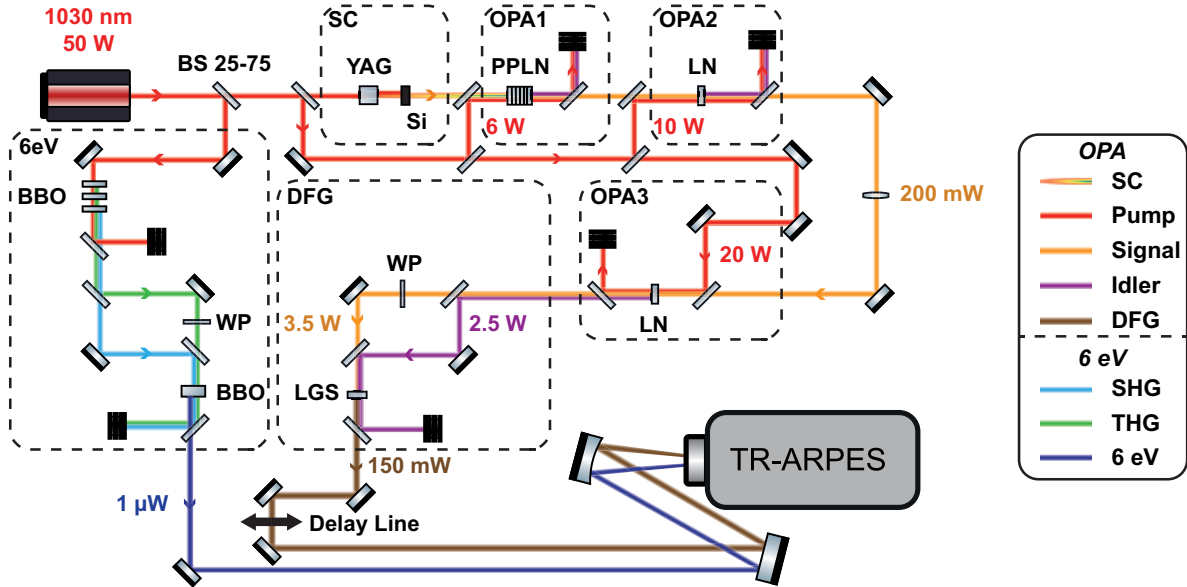 1030 nm
50 W
BS 25-75
SC
YAG
Si
OPA1
PPLN
6 W
OPA2
LN
10 W
6eV
BBO
WP
BBO
DFG
WP
3.5 W
2.5 W
LGS
150 mW
OPA3
20 W
LN
200 mW
1 µW
Delay Line
TR-ARPES
OPA
SC
Pump
Signal
Idler
DFG
6 eV
SHG
THG
6 eV